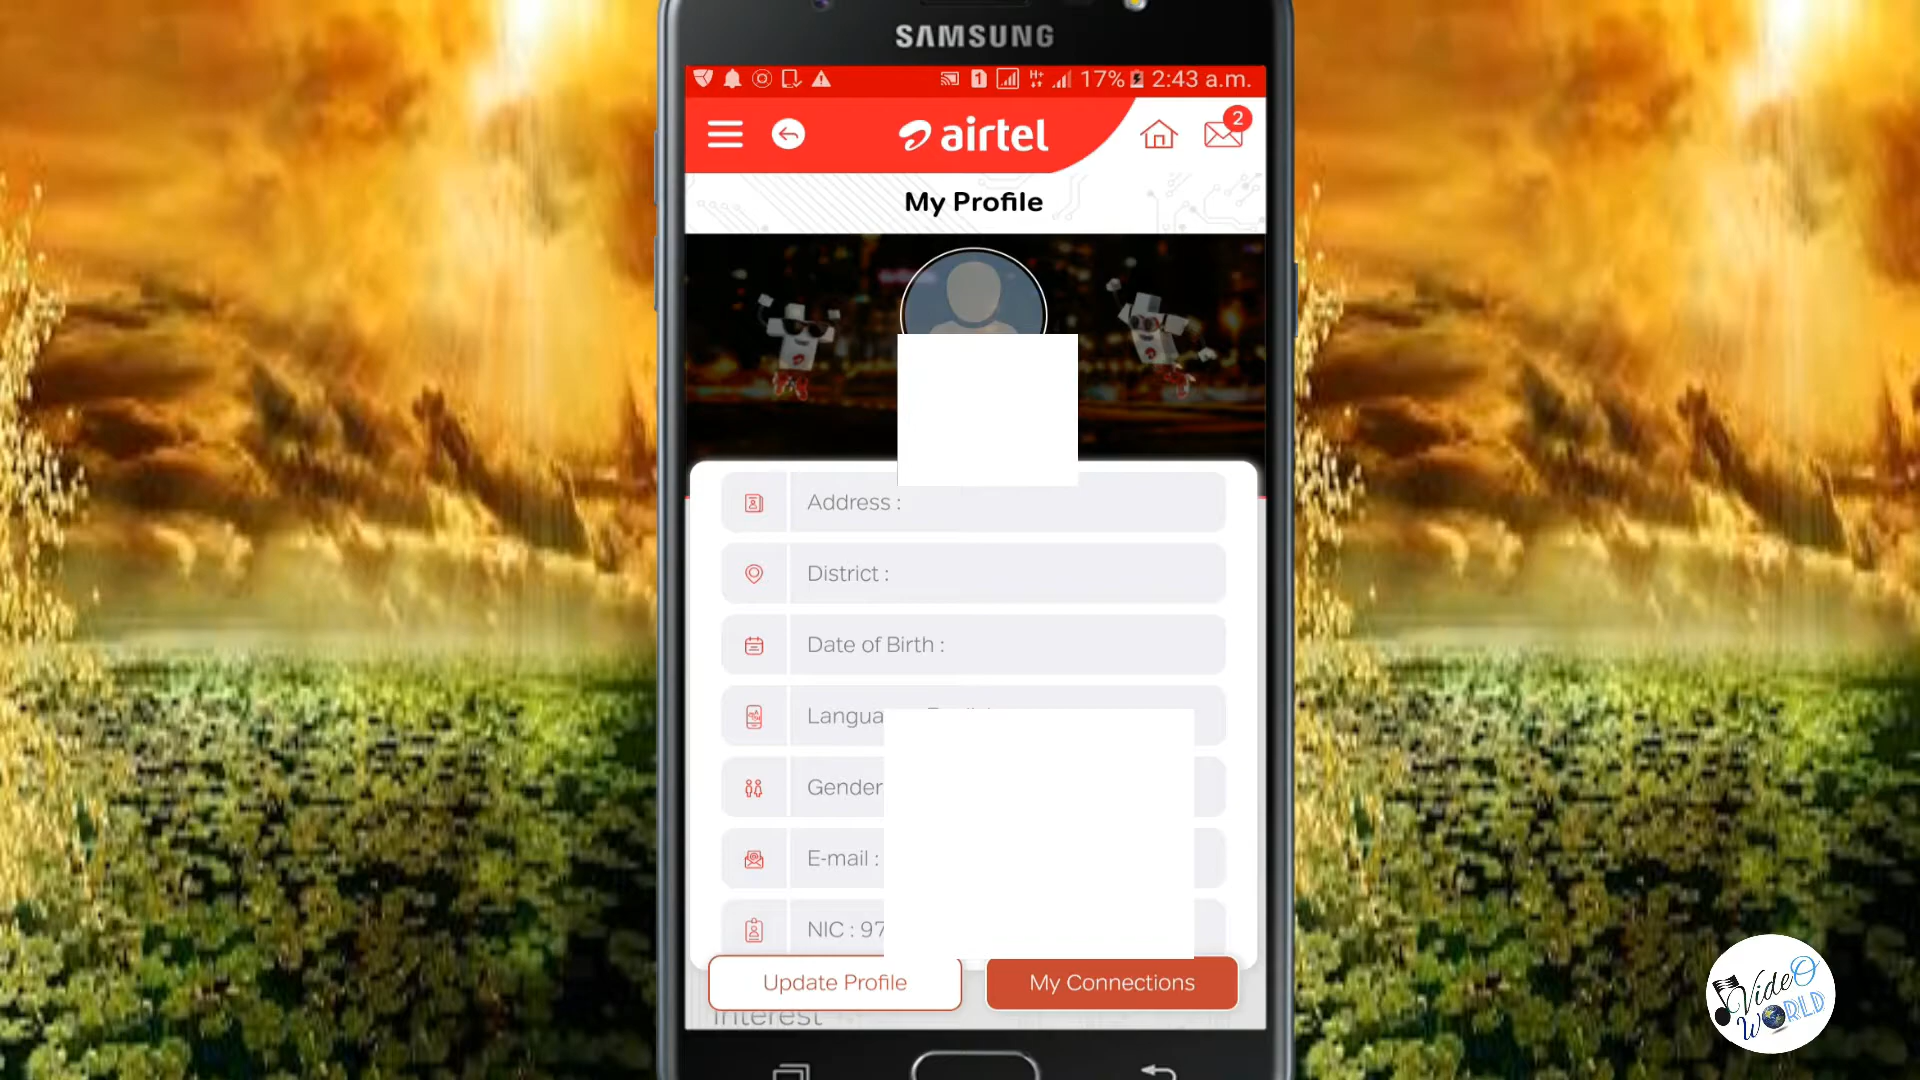 SAMSUNG
1 H+ 17% 2:43 a.m.
airtel
2
My Profile
Address :
District :
Date of Birth :
Langua
Gender
E-mail :
NIC : 97
Update Profile
My Connections
Interest
VideO
WORLD